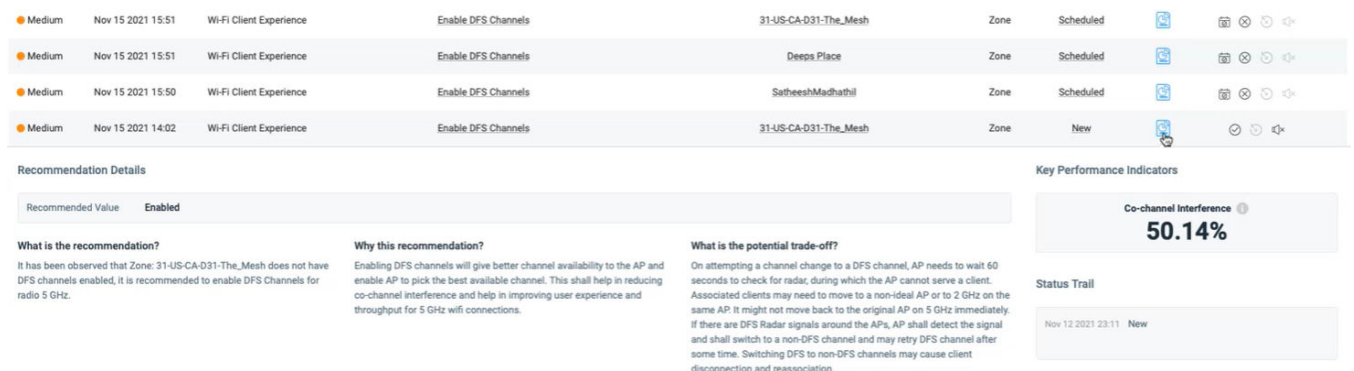 Medium Nov 15 2021 15:51 Wi-Fi Client Experience Enable DFS Channels 31-US-CA-D31-The_Mesh Zone Scheduled
Medium Nov 15 2021 15:51 Wi-Fi Client Experience Enable DFS Channels Deeps Place Zone Scheduled
Medium Nov 15 2021 15:50 Wi-Fi Client Experience Enable DFS Channels SatheeshMadhathil Zone Scheduled
Medium Nov 15 2021 14:02 Wi-Fi Client Experience Enable DFS Channels 31-US-CA-D31-The_Mesh Zone New
Recommendation Details
Recommended Value Enabled
What is the recommendation?
It has been observed that Zone: 31-US-CA-D31-The_Mesh does not have
DFS channels enabled, it is recommended to enable DFS Channels for
radio 5 GHz.
Why this recommendation?
Enabling DFS channels will give better channel availability to the AP and
enable AP to pick the best available channel. This shall help in reducing
co-channel interference and help in improving user experience and
throughput for 5 GHz wifi connections.
What is the potential trade-off?
On attempting a channel change to a DFS channel, AP needs to wait 60
seconds to check for radar, during which the AP cannot serve a client.
Associated clients may need to move to a non-ideal AP or to 2 GHz on the
same AP. It might not move back to the original AP on 5 GHz immediately.
If there are DFS Radar signals around the APs, AP shall detect the signal
and shall switch to a non-DFS channel and may retry DFS channel after
some time. Switching DFS to non-DFS channels may cause client
disconnection and reassociation.
Key Performance Indicators
Co-channel Interference
50.14%
Status Trail
Nov 12 2021 23:11 New